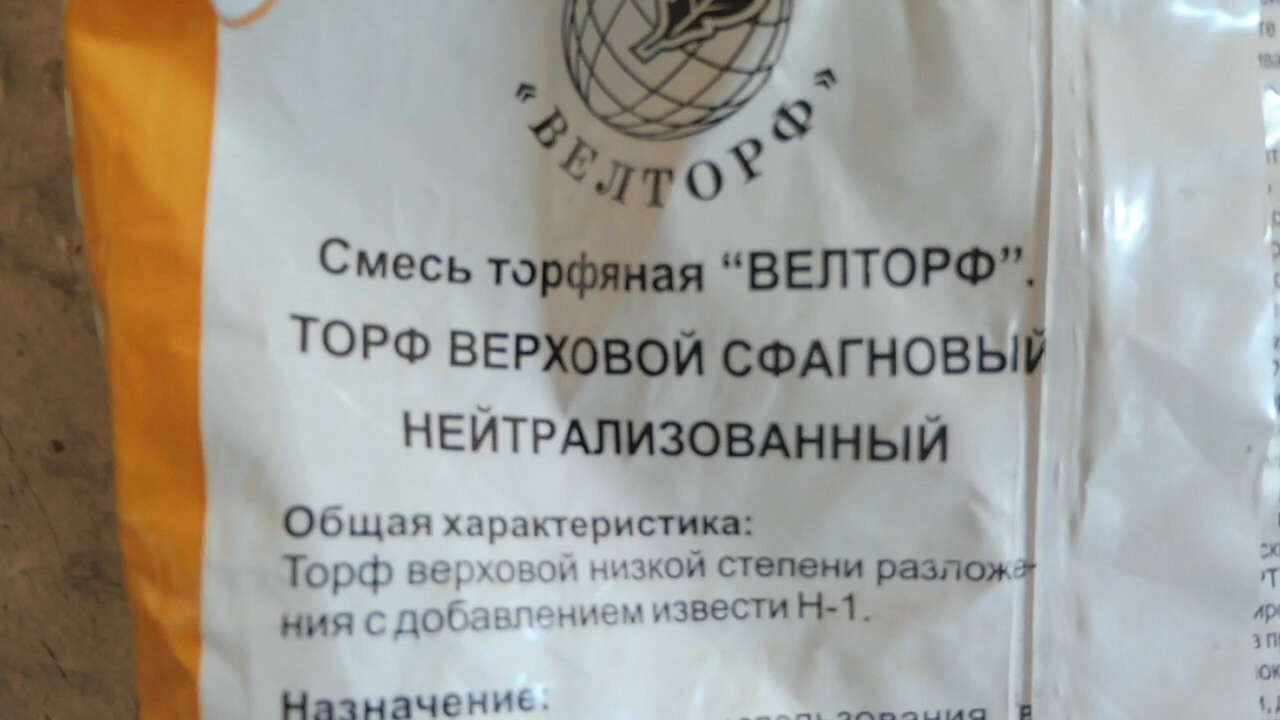 «ВЕЛТОРФ»
Смесь торфяная “ВЕЛТОРФ”.
ТОРФ ВЕРХОВОЙ СФАГНОВЫЙ
НЕЙТРАЛИЗОВАННЫЙ
Общая характеристика:
Торф верховой низкой степени разложе-
ния с добавлением извести Н-1.
Назначение: